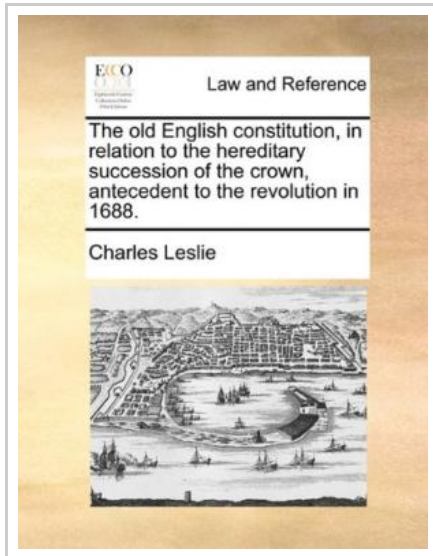 ECCO
Law and Reference
The old English constitution, in
relation to the hereditary
succession of the crown,
antecedent to the revolution in
1688.
Charles Leslie